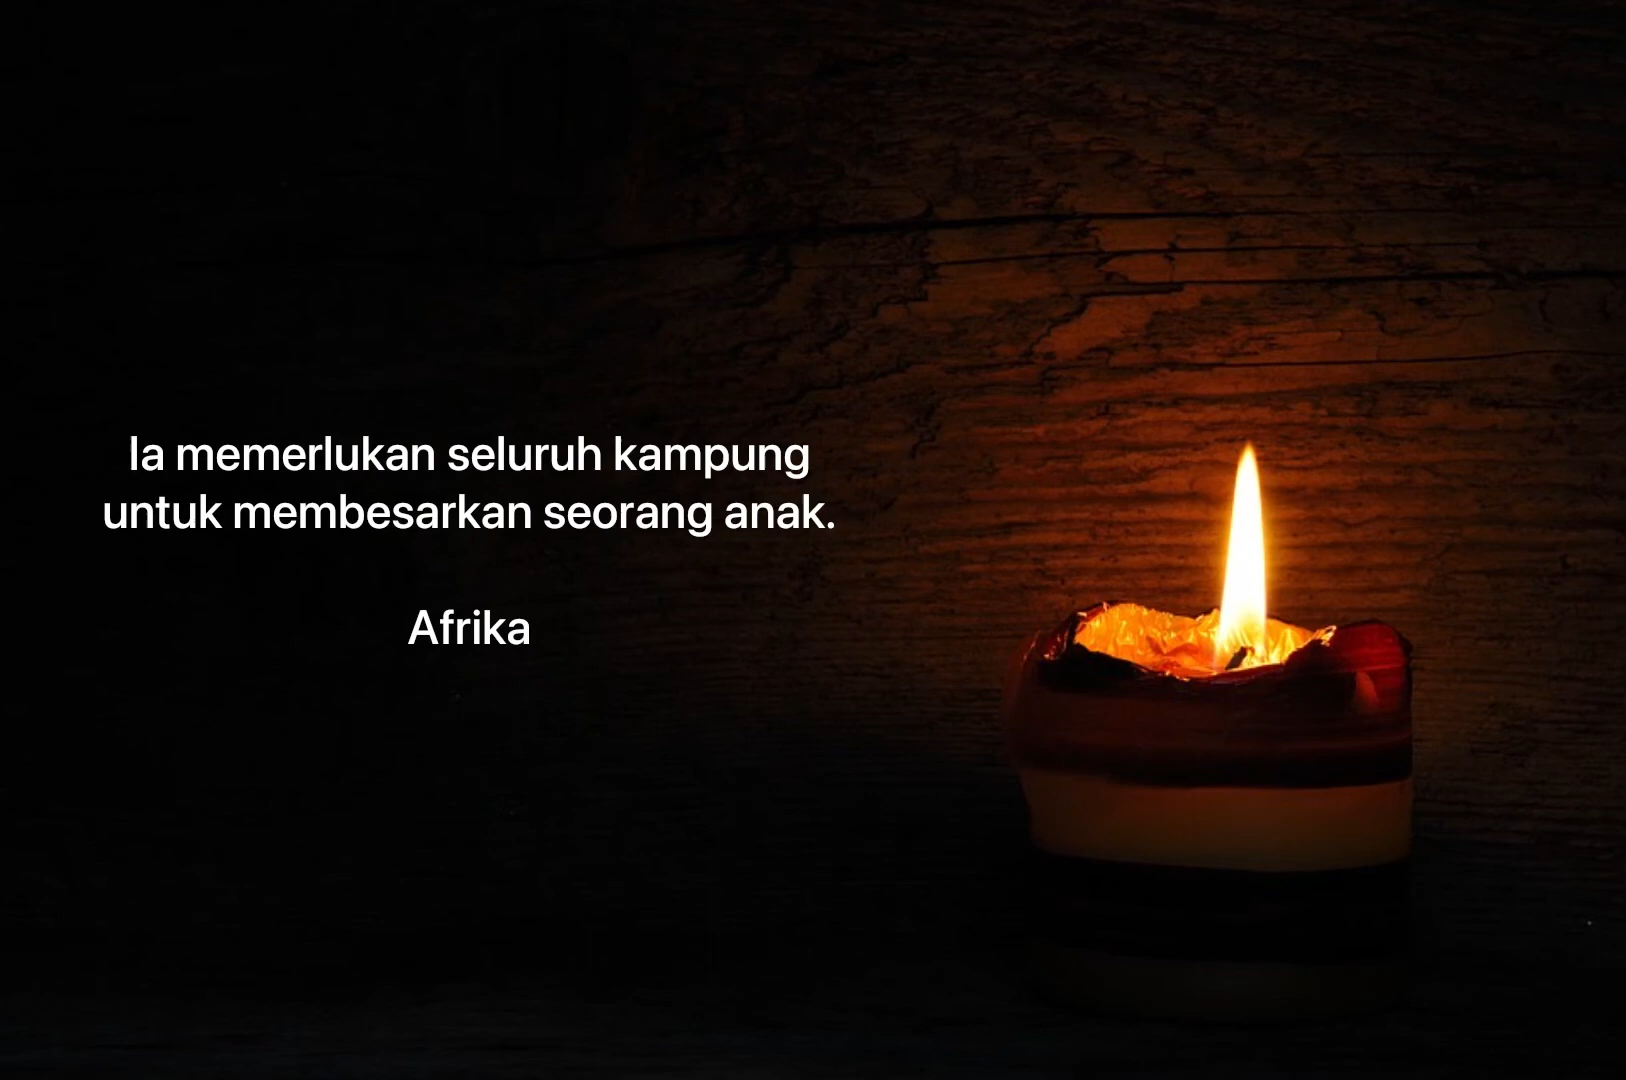 Ia memerlukan seluruh kampung
untuk membesarkan seorang anak.
Afrika